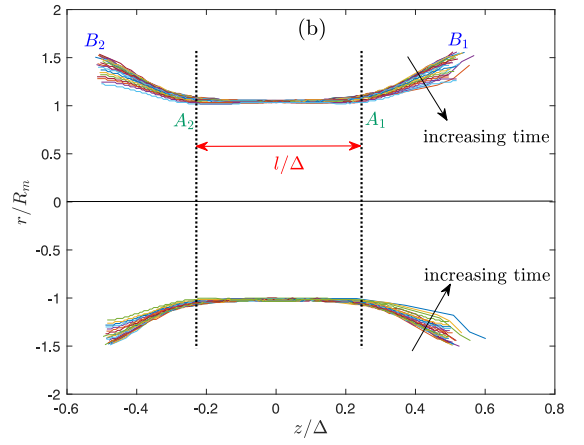 (b)
B₂
B₁
A₂
A₁
increasing time
l/Δ
increasing time
r/Rₘ
2
1.5
1
0.5
0
-0.5
-1
-1.5
-2
-0.6 -0.4 -0.2 0 0.2 0.4 0.6 0.8
z/Δ